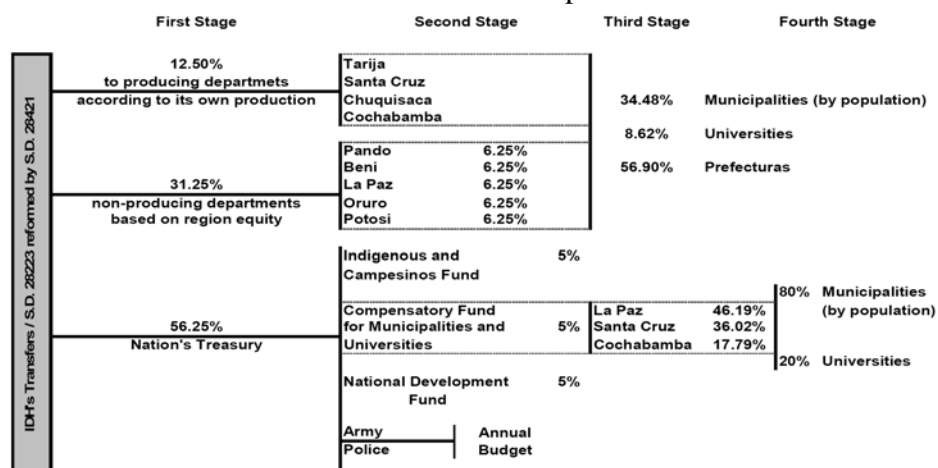 First Stage Second Stage Third Stage Fourth Stage
IDH's Transfers / S.D. 28223 reformed by S.D. 28421
12.50%
to producing departmets
according to its own production
Tarija
Santa Cruz
Chuquisaca
Cochabamba
34.48% Municipalities (by population)
8.62% Universities
56.90% Prefecturas
31.25%
non-producing departments
based on region equity
Pando 6.25%
Beni 6.25%
La Paz 6.25%
Oruro 6.25%
Potosi 6.25%
56.25%
Nation's Treasury
Indigenous and 5%
Campesinos Fund
Compensatory Fund
for Municipalities and 5%
Universities
La Paz 46.19%
Santa Cruz 36.02%
Cochabamba 17.79%
80% Municipalities
(by population)
20% Universities
National Development 5%
Fund
Army
Police
Annual
Budget